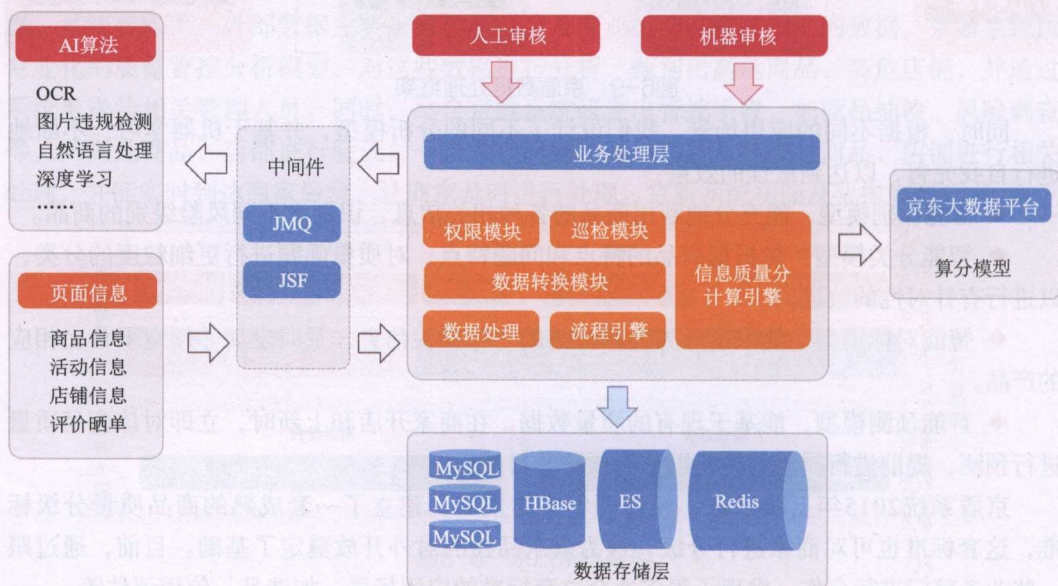 AI算法
OCR
图片违规检测
自然语言处理
深度学习
……
页面信息
商品信息
活动信息
店铺信息
评价晒单
中间件
JMQ
JSF
人工审核
机器审核
业务处理层
权限模块
巡检模块
数据转换模块
数据处理
流程引擎
信息质量分
计算引擎
京东大数据平台
算分模型
MySQL
MySQL
MySQL
HBase
ES
Redis
数据存储层